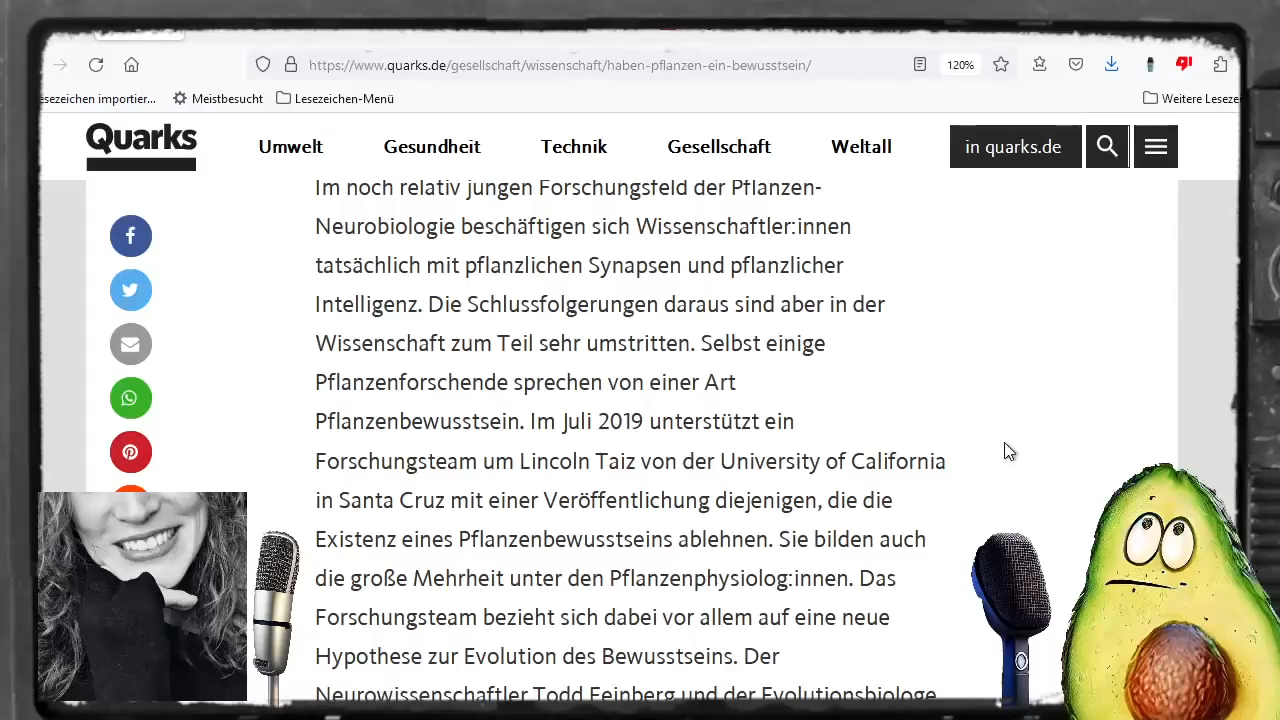 https://www.quarks.de/gesellschaft/wissenschaft/haben-pflanzen-ein-bewusstsein/
120%
esezeichen importier...
Meistbesucht
Lesezeichen-Menü
Weitere Leseze
Quarks
Umwelt
Gesundheit
Technik
Gesellschaft
Weltall
in quarks.de
Im noch relativ jungen Forschungsfeld der Pflanzen-
Neurobiologie beschäftigen sich Wissenschaftler:innen
tatsächlich mit pflanzlichen Synapsen und pflanzlicher
Intelligenz. Die Schlussfolgerungen daraus sind aber in der
Wissenschaft zum Teil sehr umstritten. Selbst einige
Pflanzenforschende sprechen von einer Art
Pflanzenbewusstsein. Im Juli 2019 unterstützt ein
Forschungsteam um Lincoln Taiz von der University of California
in Santa Cruz mit einer Veröffentlichung diejenigen, die die
Existenz eines Pflanzenbewusstseins ablehnen. Sie bilden auch
die große Mehrheit unter den Pflanzenphysiolog:innen. Das
Forschungsteam bezieht sich dabei vor allem auf eine neue
Hypothese zur Evolution des Bewusstseins. Der
Neurowissenschaftler Todd Feinberg und der Evolutionsbiologe